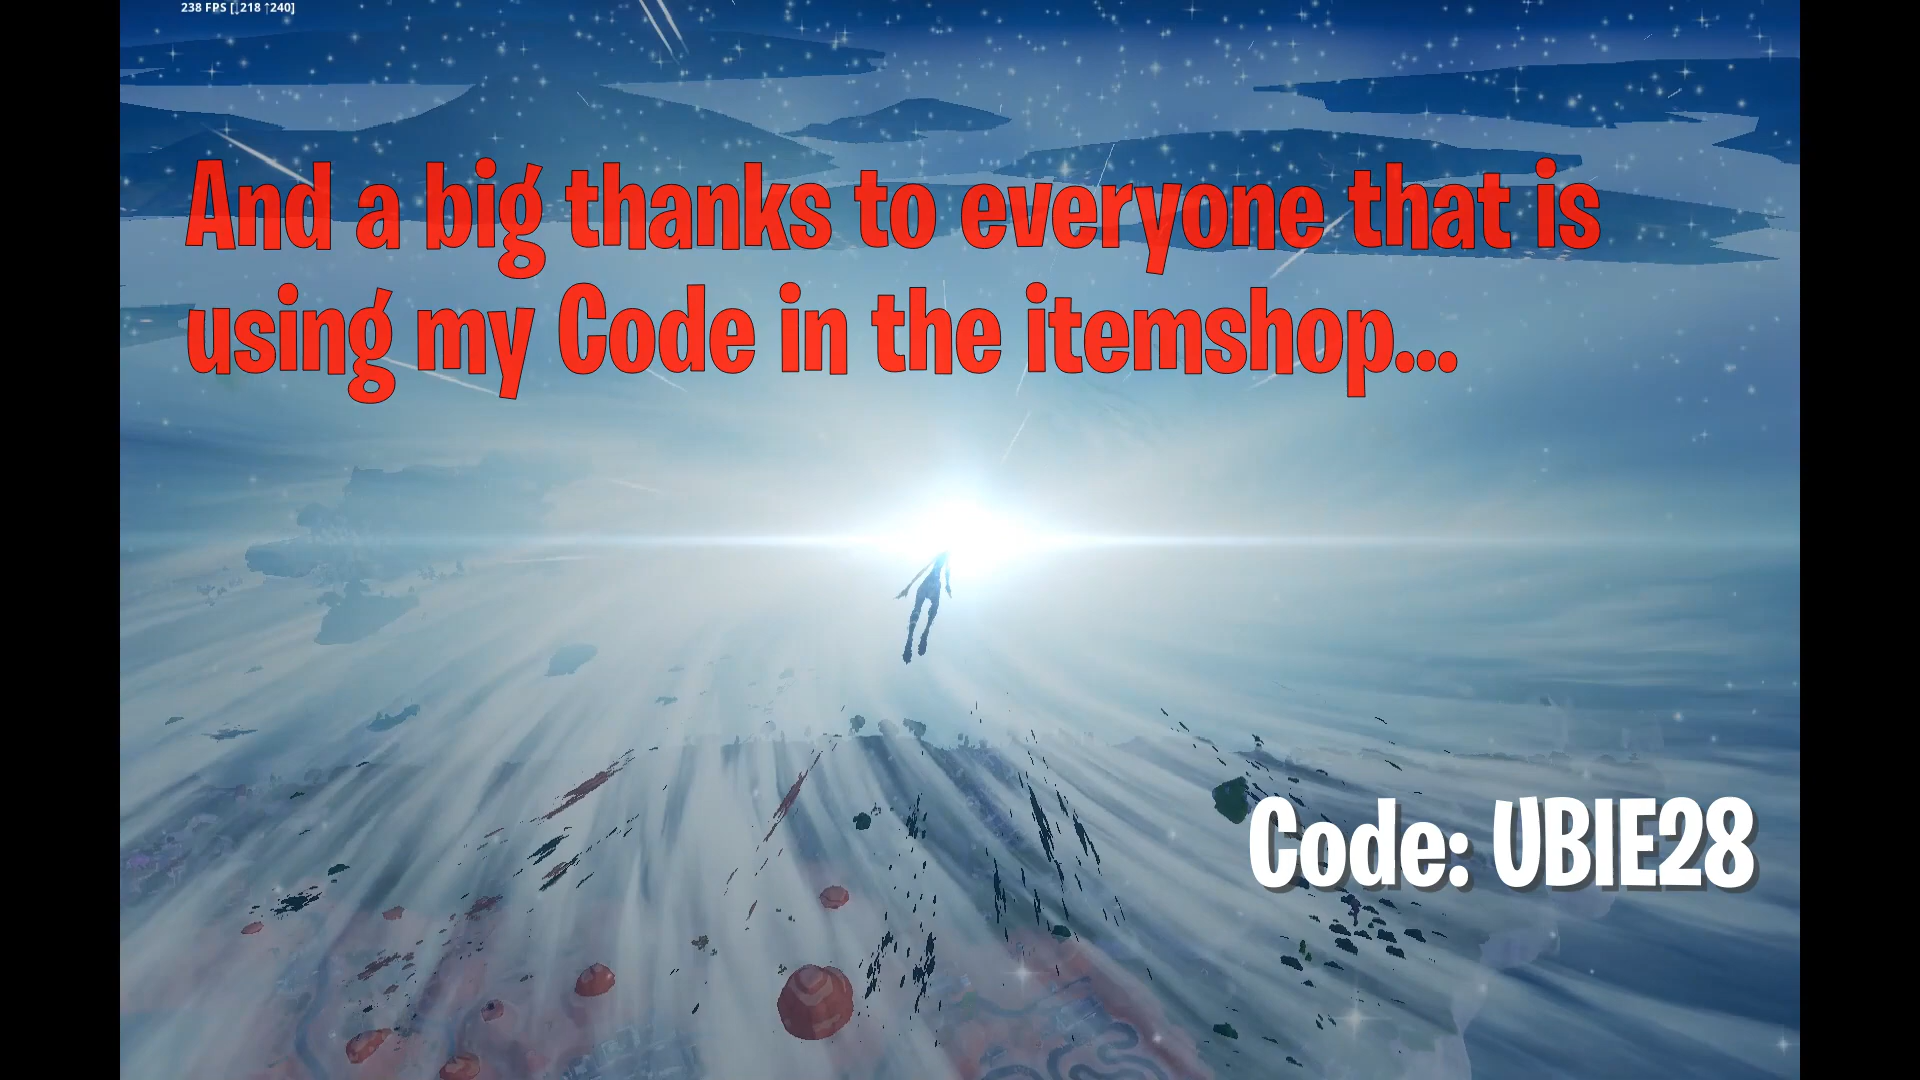 238 FPS [↓218 ↑240]
And a big thanks to everyone that is
using my Code in the itemshop...
Code: UBIE28